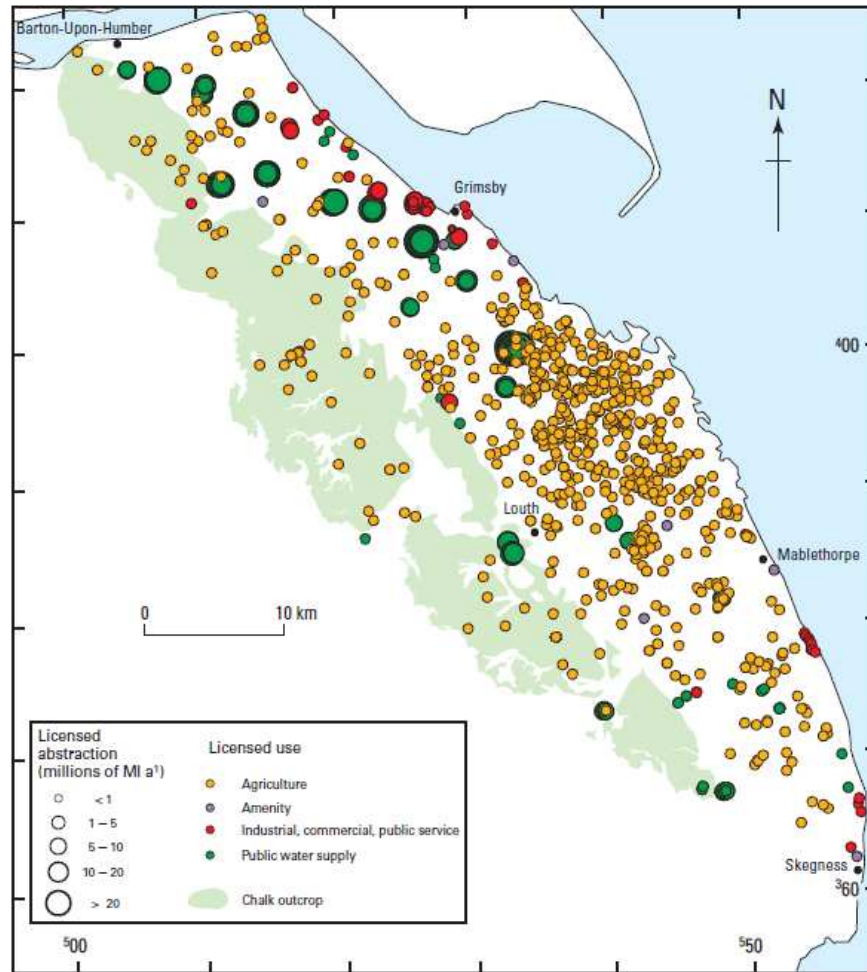 Barton-Upon-Humber
N
Grimsby
⁴00
Louth
Mablethorpe
0 10 km
Licensed
abstraction
(millions of Ml a¹)
< 1
1 – 5
5 – 10
10 – 20
> 20
Licensed use
Agriculture
Amenity
Industrial, commercial, public service
Public water supply
Chalk outcrop
Skegness
³60
⁵00
⁵50